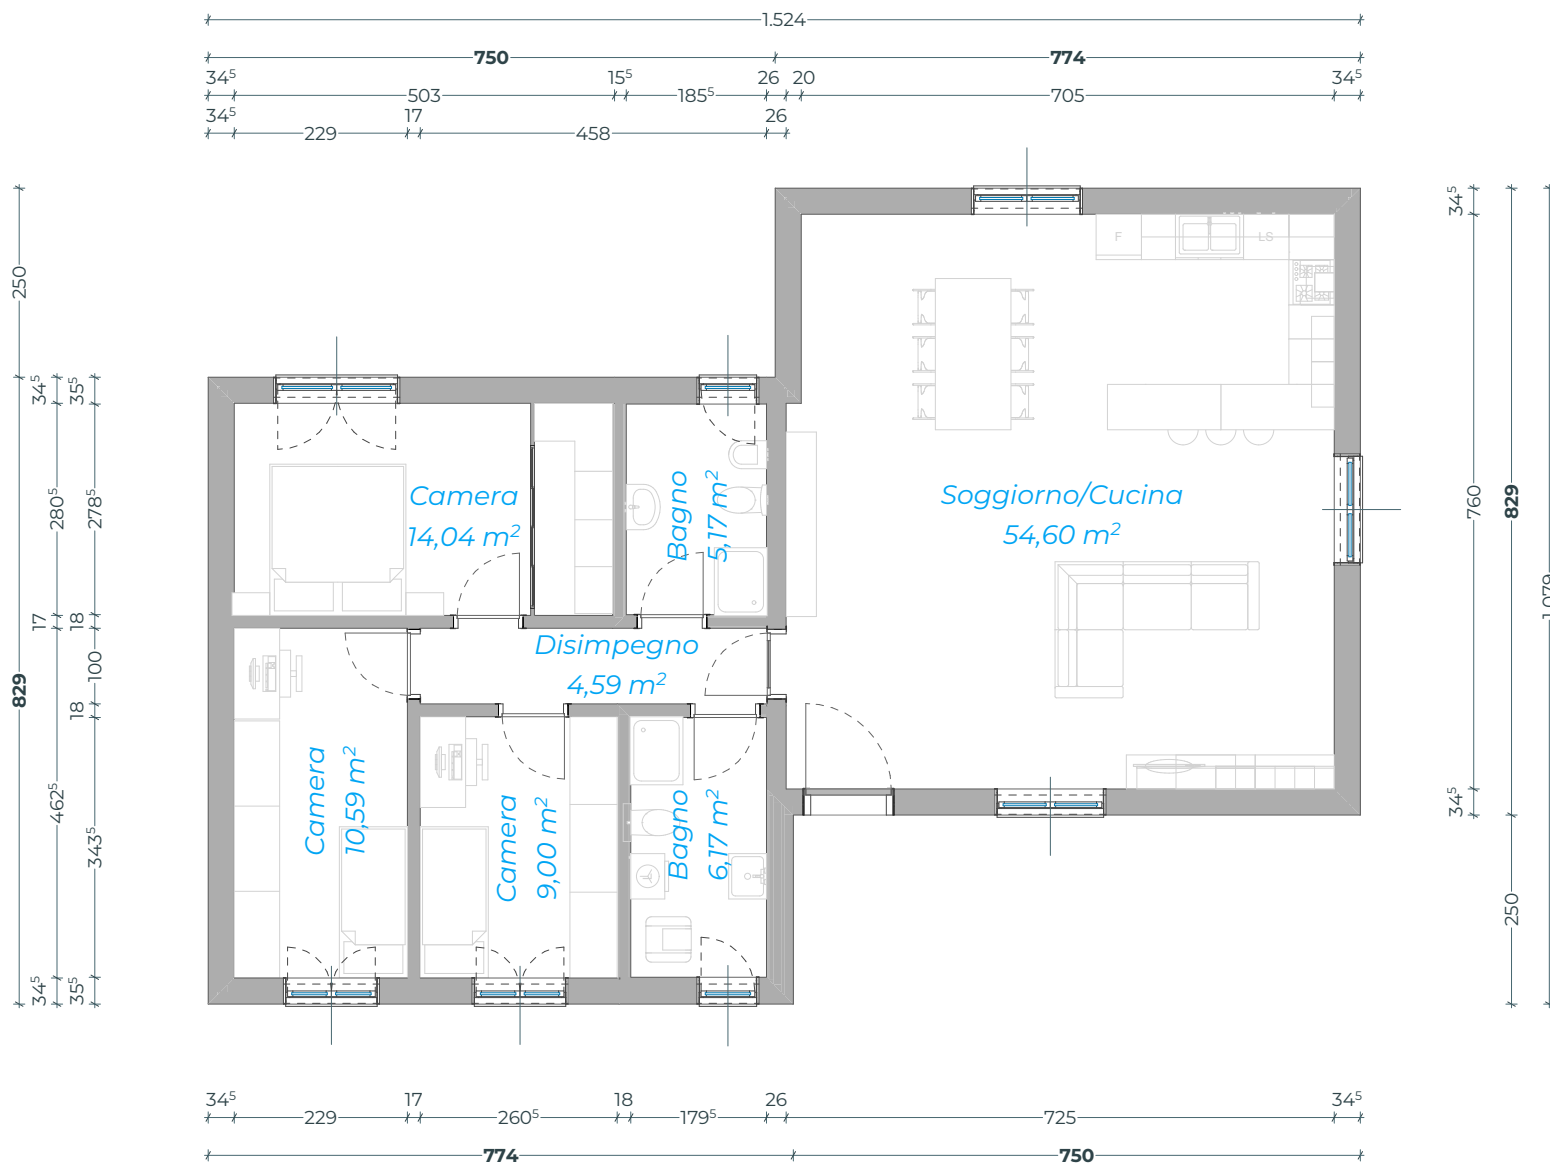 1.524
750 774
34⁵ 15⁵ 26 20 34⁵
503 185⁵ 705
34⁵ 17 26
229 458
250
34⁵
35⁵
280⁵
278⁵
17
18
100
829
18
462⁵
343⁵
34⁵
35⁵
34⁵
760
829
34⁵
250
1.079
F
LS
Camera
14,04 m²
Bagno
5,17 m²
Soggiorno/Cucina
54,60 m²
Disimpegno
4,59 m²
Camera
10,59 m²
Camera
9,00 m²
Bagno
6,17 m²
34⁵ 17 18 26 34⁵
229 260⁵ 179⁵ 725
774 750